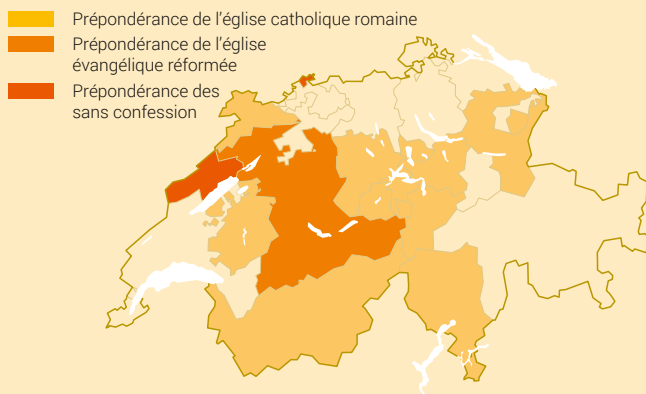 Prépondérance de l'église catholique romaine
Prépondérance de l'église
évangélique réformée
Prépondérance des
sans confession